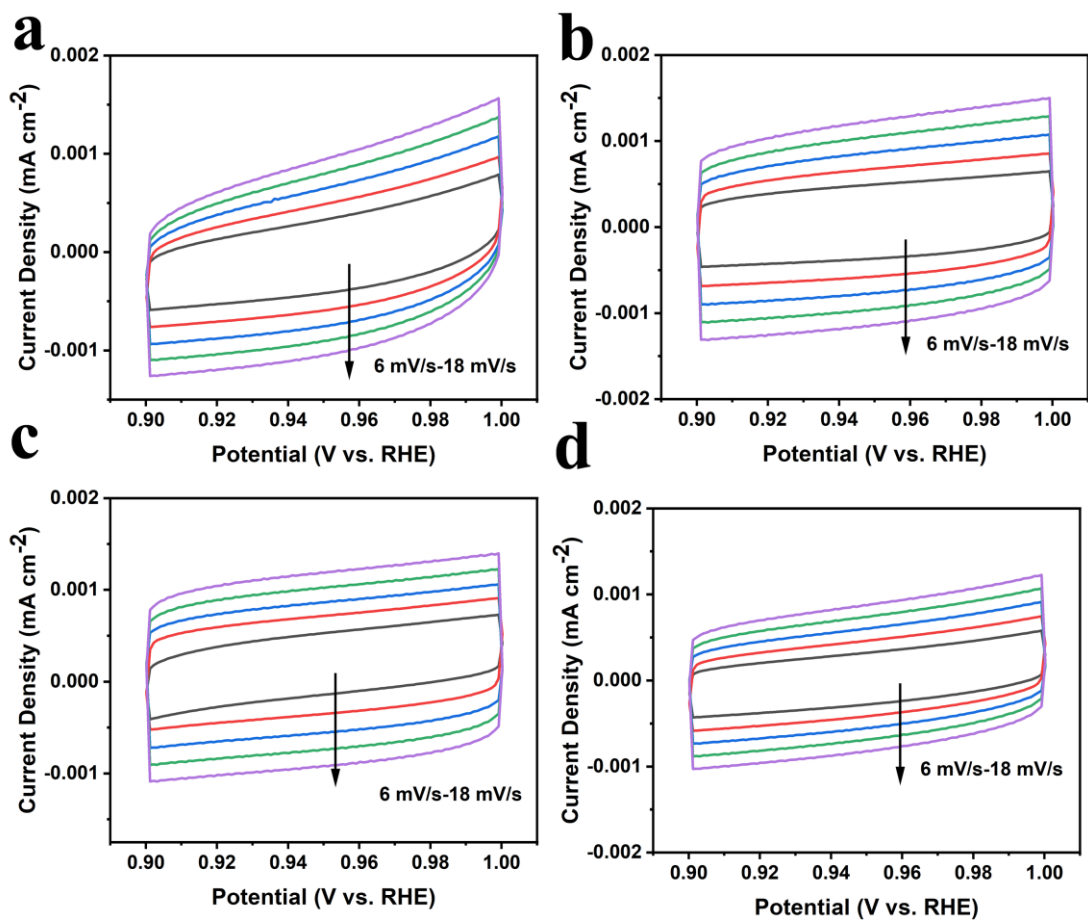 a
Current Density (mA cm⁻²)
0.002
0.001
0.000
-0.001
6 mV/s-18 mV/s
0.90 0.92 0.94 0.96 0.98 1.00
Potential (V vs. RHE)
b
Current Density (mA cm⁻²)
0.002
0.001
0.000
-0.001
-0.002
6 mV/s-18 mV/s
0.90 0.92 0.94 0.96 0.98 1.00
Potential (V vs. RHE)
c
Current Density (mA cm⁻²)
0.002
0.001
0.000
-0.001
6 mV/s-18 mV/s
0.90 0.92 0.94 0.96 0.98 1.00
Potential (V vs. RHE)
d
Current Density (mA cm⁻²)
0.002
0.001
0.000
-0.001
-0.002
6 mV/s-18 mV/s
0.90 0.92 0.94 0.96 0.98 1.00
Potential (V vs. RHE)